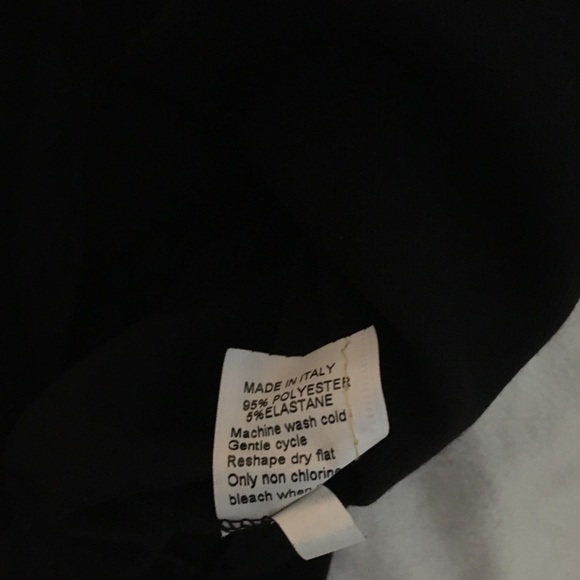 MADE IN ITALY
95% POLYESTER
5%ELASTANE
Machine wash cold
Gentle cycle
Reshape dry flat
Only non chlorine
bleach when